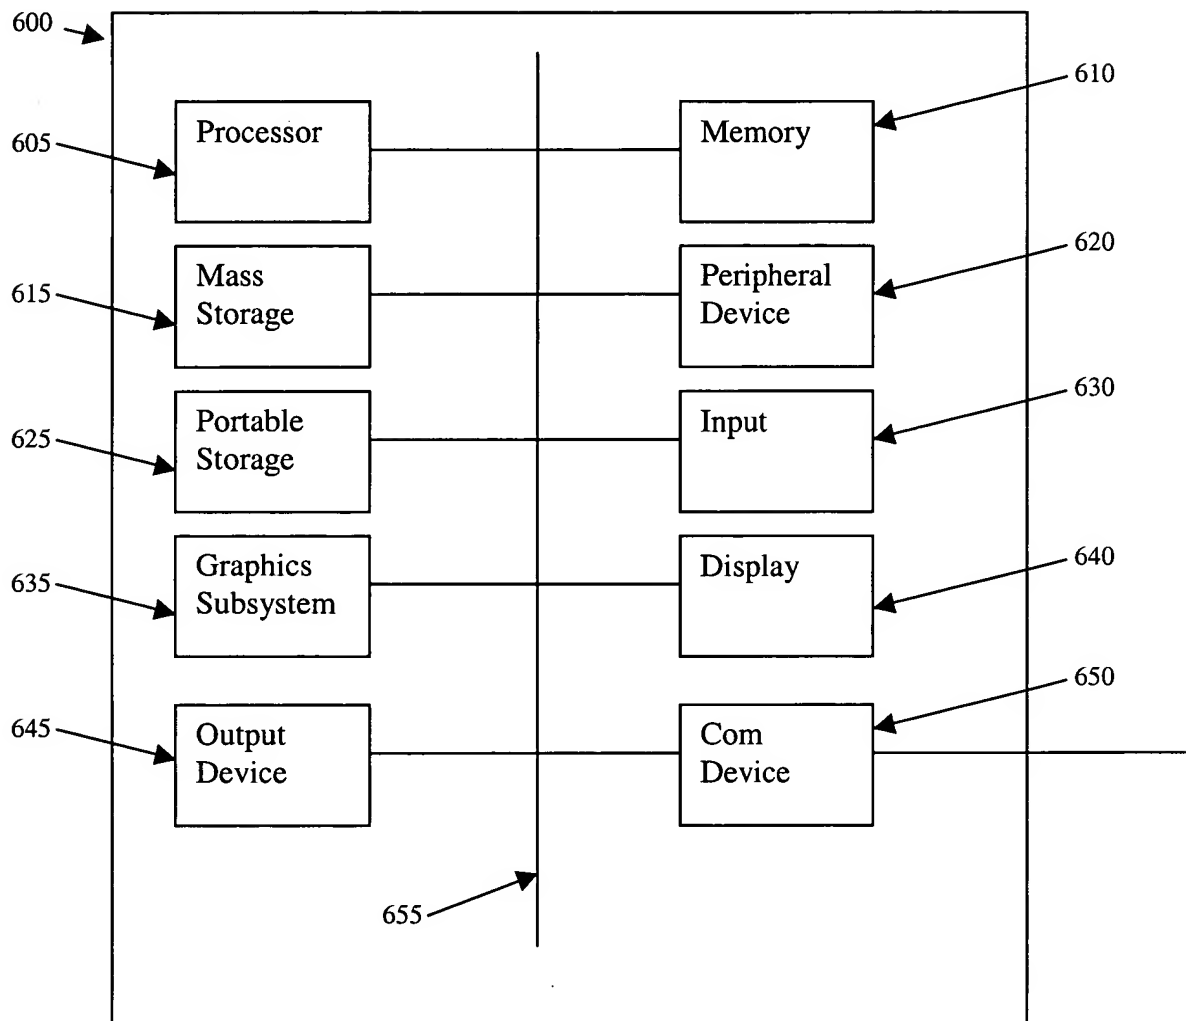 600
610
Processor
Memory
605
620
Mass
Storage
Peripheral
Device
615
630
Portable
Storage
Input
625
Graphics
Subsystem
Display
640
635
650
Output
Device
Com
Device
645
655